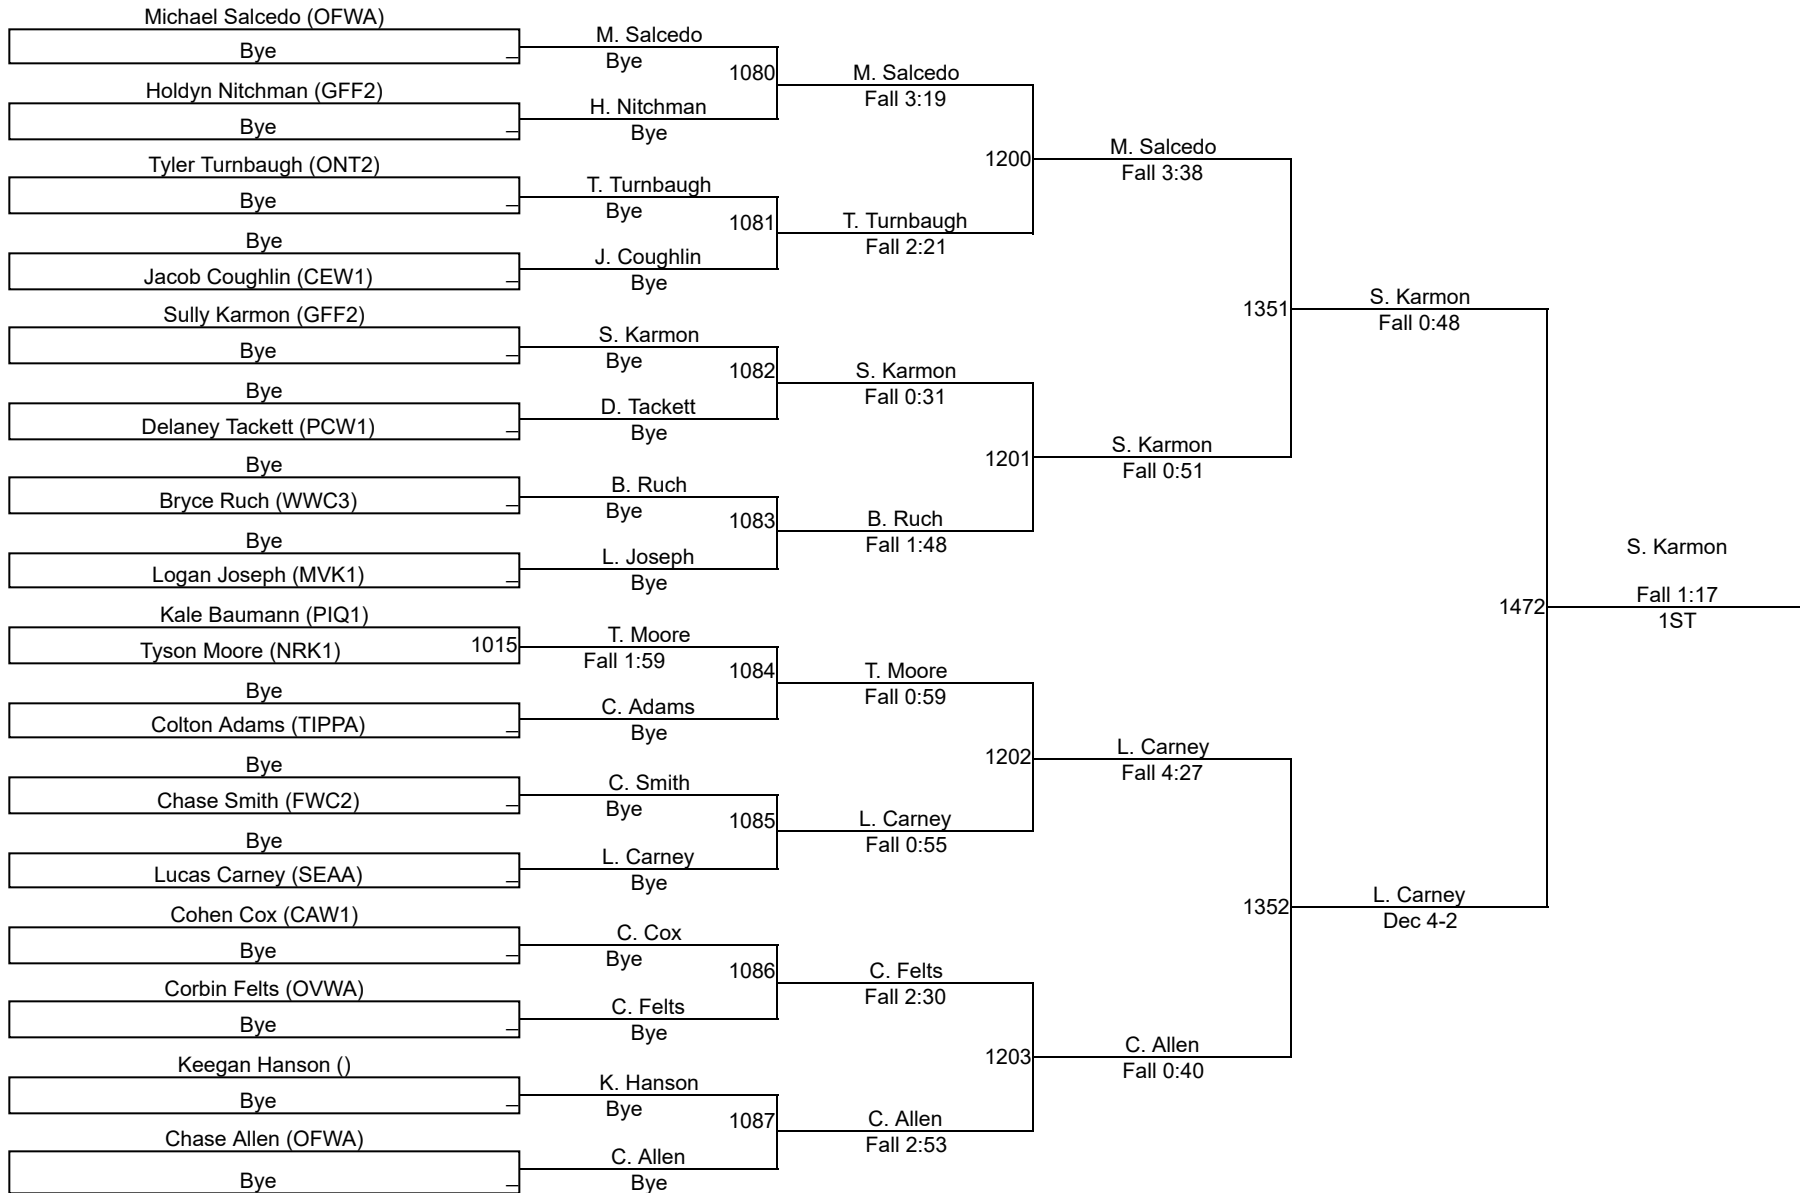 Michael Salcedo (OFWA)
Bye
Holdyn Nitchman (GFF2)
Bye
Tyler Turnbaugh (ONT2)
Bye
Bye
Jacob Coughlin (CEW1)
Sully Karmon (GFF2)
Bye
Bye
Delaney Tackett (PCW1)
Bye
Bryce Ruch (WWC3)
Bye
Logan Joseph (MVK1)
Kale Baumann (PIQ1)
Tyson Moore (NRK1) 1015
Bye
Colton Adams (TIPPA)
Bye
Chase Smith (FWC2)
Bye
Lucas Carney (SEAA)
Cohen Cox (CAW1)
Bye
Corbin Felts (OVWA)
Bye
Keegan Hanson ()
Bye
Chase Allen (OFWA)
Bye
M. Salcedo
Bye
1080
H. Nitchman
Bye
T. Turnbaugh
Bye
1081
J. Coughlin
Bye
S. Karmon
Bye
1082
D. Tackett
Bye
B. Ruch
Bye
1083
L. Joseph
Bye
T. Moore
Fall 1:59
1084
C. Adams
Bye
C. Smith
Bye
1085
L. Carney
Bye
C. Cox
Bye
1086
C. Felts
Bye
K. Hanson
Bye
1087
C. Allen
Bye
M. Salcedo
Fall 3:19
1200
T. Turnbaugh
Fall 2:21
S. Karmon
Fall 0:31
1201
B. Ruch
Fall 1:48
T. Moore
Fall 0:59
1202
L. Carney
Fall 0:55
C. Felts
Fall 2:30
1203
C. Allen
Fall 2:53
M. Salcedo
Fall 3:38
1351
S. Karmon
Fall 0:51
L. Carney
Fall 4:27
1352
C. Allen
Fall 0:40
S. Karmon
Fall 0:48
1472
L. Carney
Dec 4-2
S. Karmon
Fall 1:17
1ST